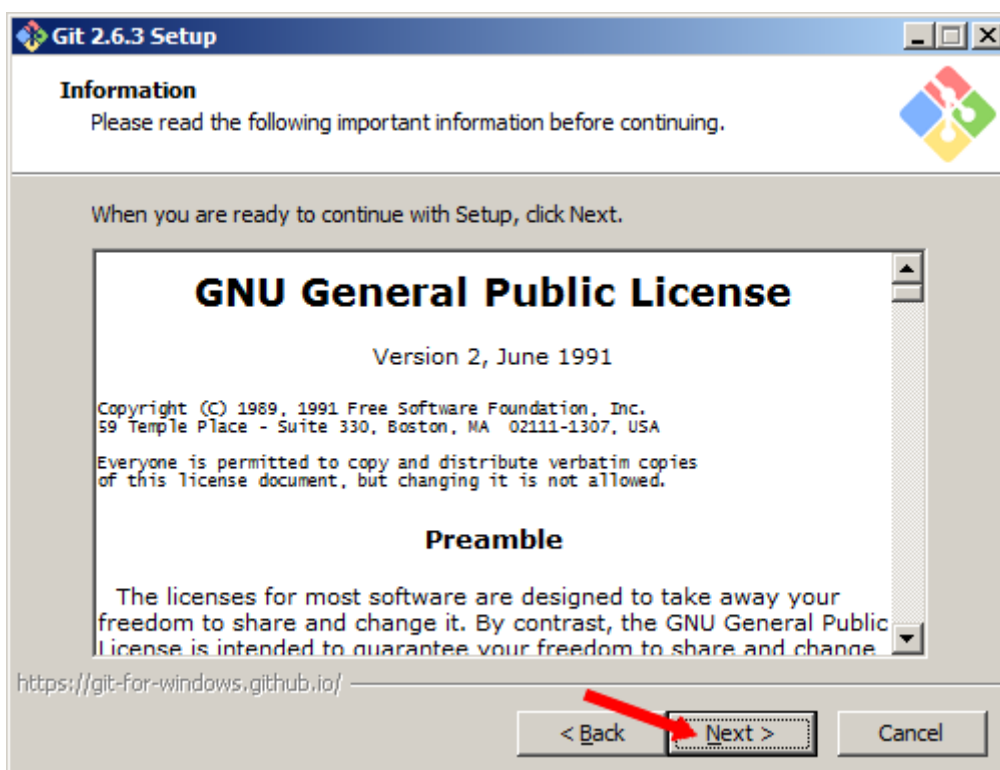 Git 2.6.3 Setup
Information
Please read the following important information before continuing.
When you are ready to continue with Setup, click Next.
GNU General Public License
Version 2, June 1991
Copyright (C) 1989, 1991 Free Software Foundation, Inc.
59 Temple Place - Suite 330, Boston, MA  02111-1307, USA
Everyone is permitted to copy and distribute verbatim copies
of this license document, but changing it is not allowed.
Preamble
The licenses for most software are designed to take away your
freedom to share and change it. By contrast, the GNU General Public
License is intended to guarantee your freedom to share and change
https://git-for-windows.github.io/
< Back
Next >
Cancel